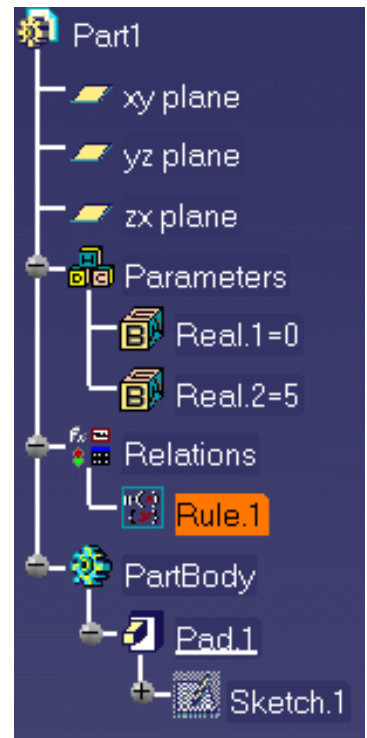 Part1
xy plane
yz plane
zx plane
Parameters
Real.1=0
Real.2=5
Relations
Rule.1
PartBody
Pad.1
Sketch.1